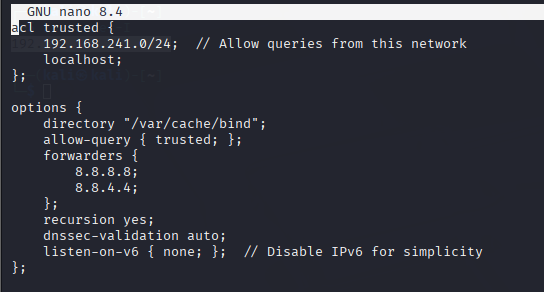 GNU nano 8.4
acl trusted {
    192.168.241.0/24;  // Allow queries from this network
    localhost;
};

options {
    directory "/var/cache/bind";
    allow-query { trusted; };
    forwarders {
        8.8.8.8;
        8.8.4.4;
    };
    recursion yes;
    dnssec-validation auto;
    listen-on-v6 { none; };  // Disable IPv6 for simplicity
};